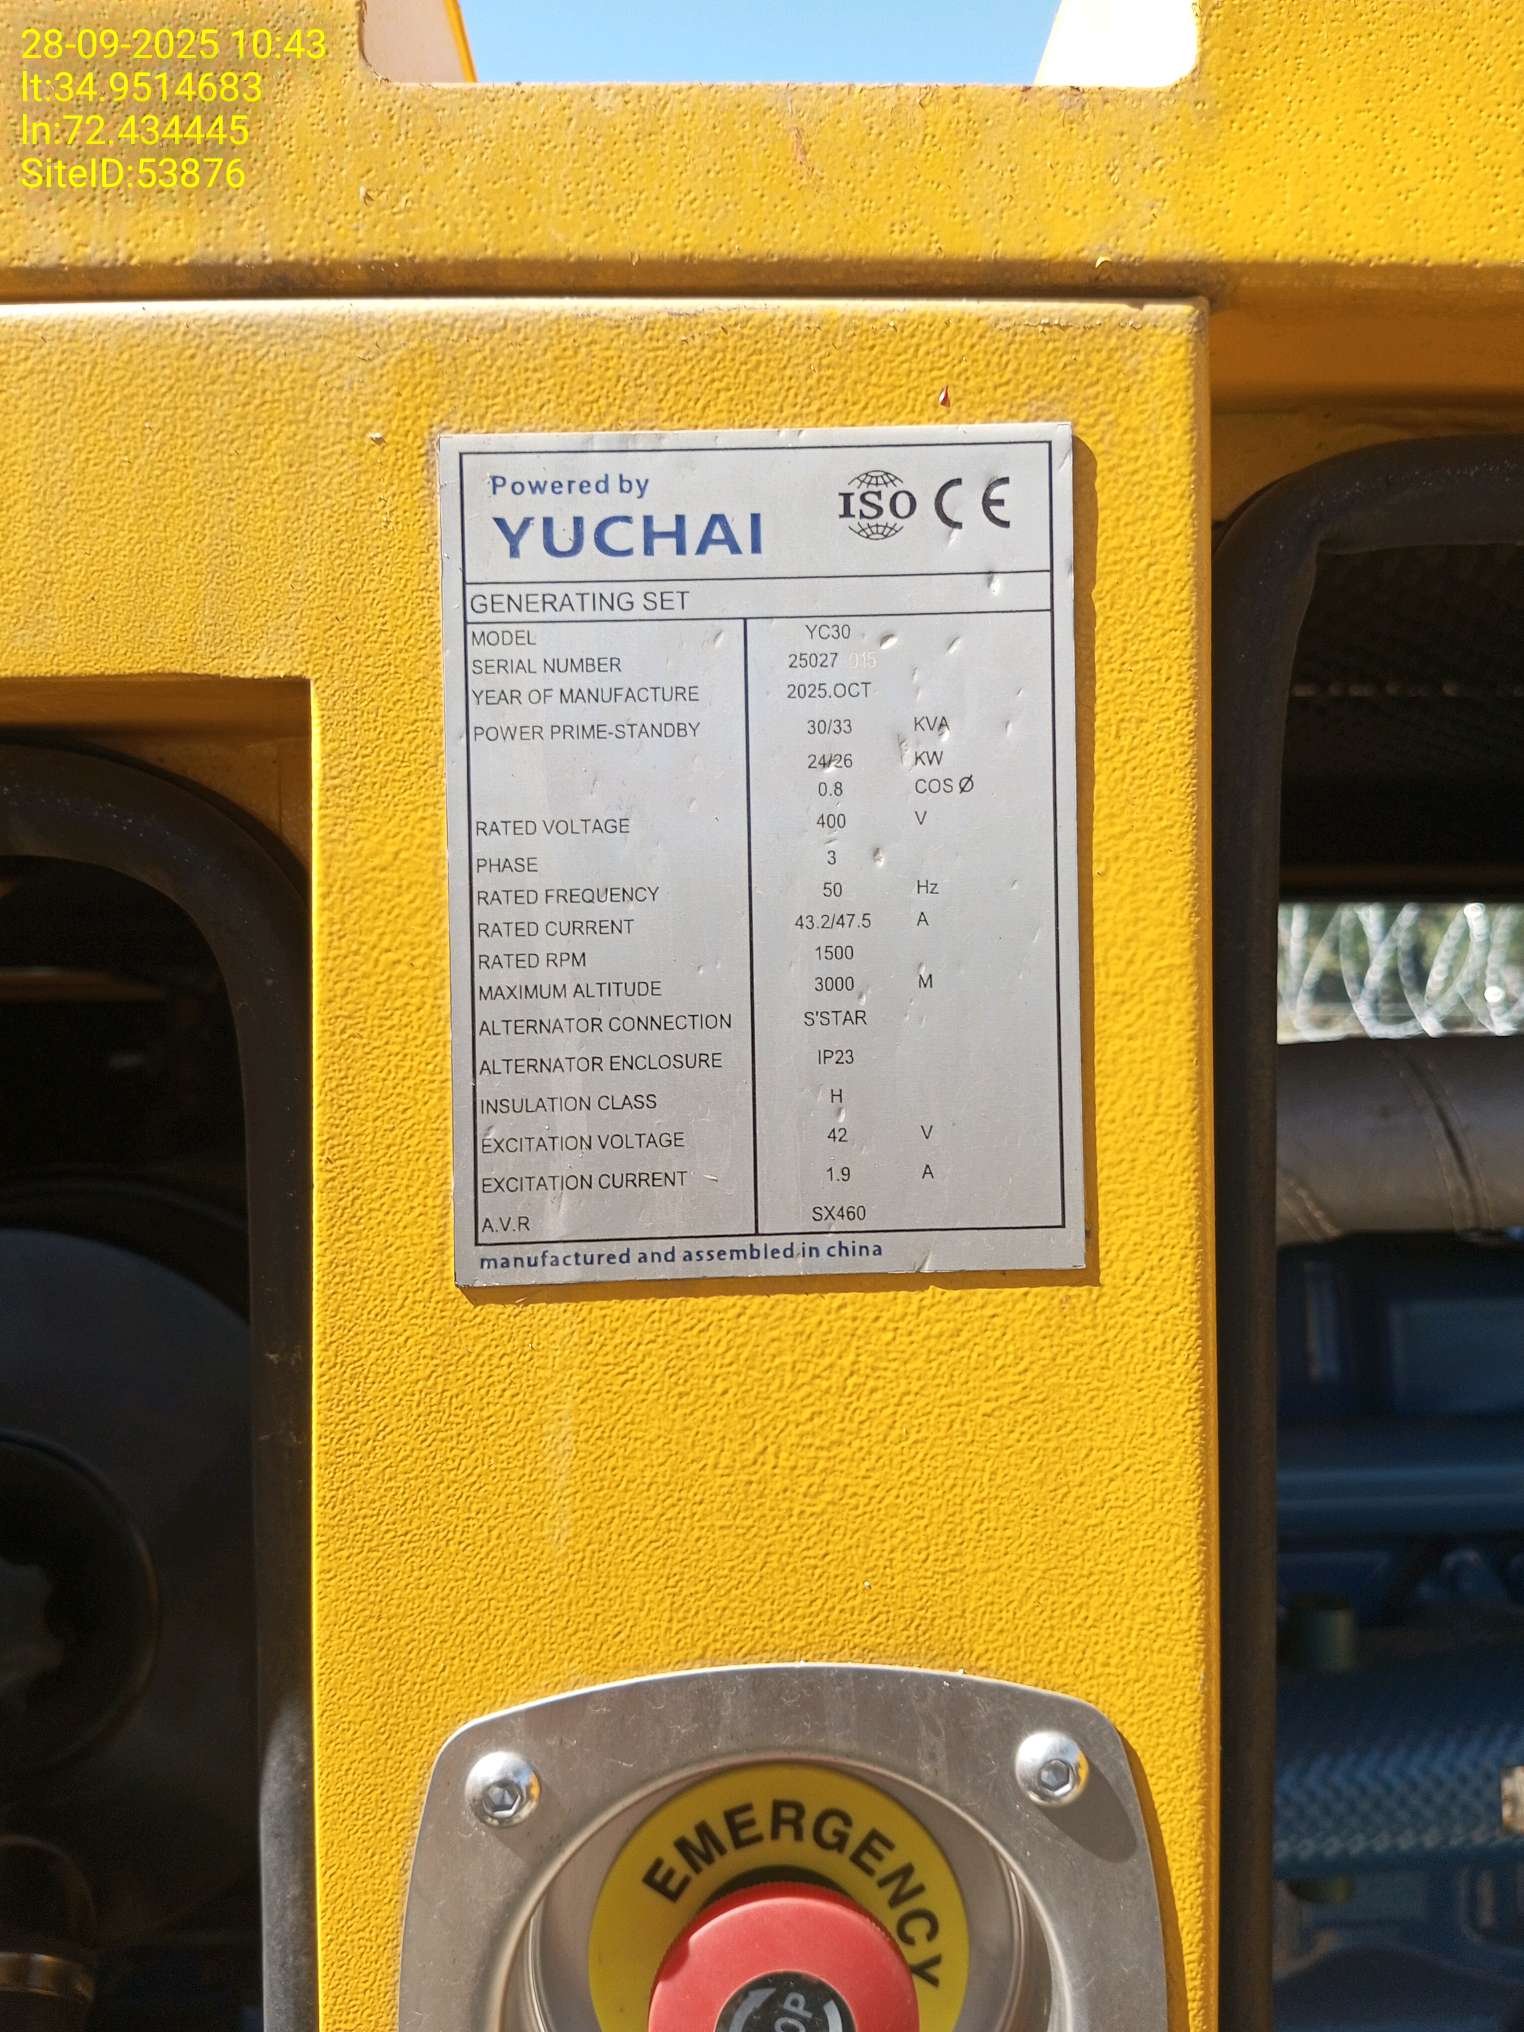 28-09-2025 10:43
lt:34.9514683
ln:72.434445
SiteID:53876
Powered by
YUCHAI
ISO CE
GENERATING SET
MODEL YC30
SERIAL NUMBER 25027 015
YEAR OF MANUFACTURE 2025.OCT
POWER PRIME-STANDBY 30/33 KVA
24/26 KW
0.8 COS Ø
RATED VOLTAGE 400 V
PHASE 3
RATED FREQUENCY 50 Hz
RATED CURRENT 43.2/47.5 A
RATED RPM 1500
MAXIMUM ALTITUDE 3000 M
ALTERNATOR CONNECTION S'STAR
ALTERNATOR ENCLOSURE IP23
INSULATION CLASS H
EXCITATION VOLTAGE 42 V
EXCITATION CURRENT 1.9 A
A.V.R SX460
manufactured and assembled in china
EMERGENCY